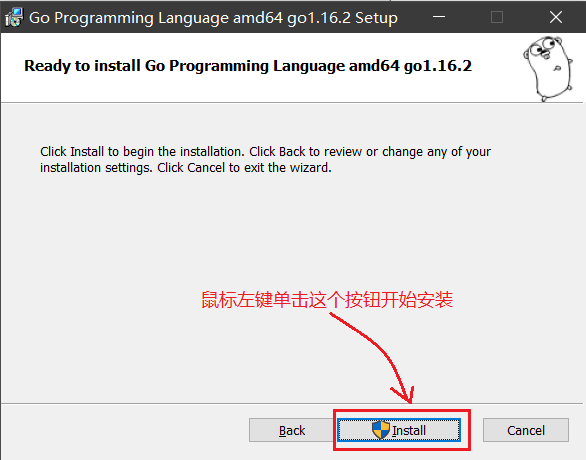 Go Programming Language amd64 go1.16.2 Setup
Ready to install Go Programming Language amd64 go1.16.2
Click Install to begin the installation. Click Back to review or change any of your
installation settings. Click Cancel to exit the wizard.
鼠标左键单击这个按钮开始安装
Back
Install
Cancel